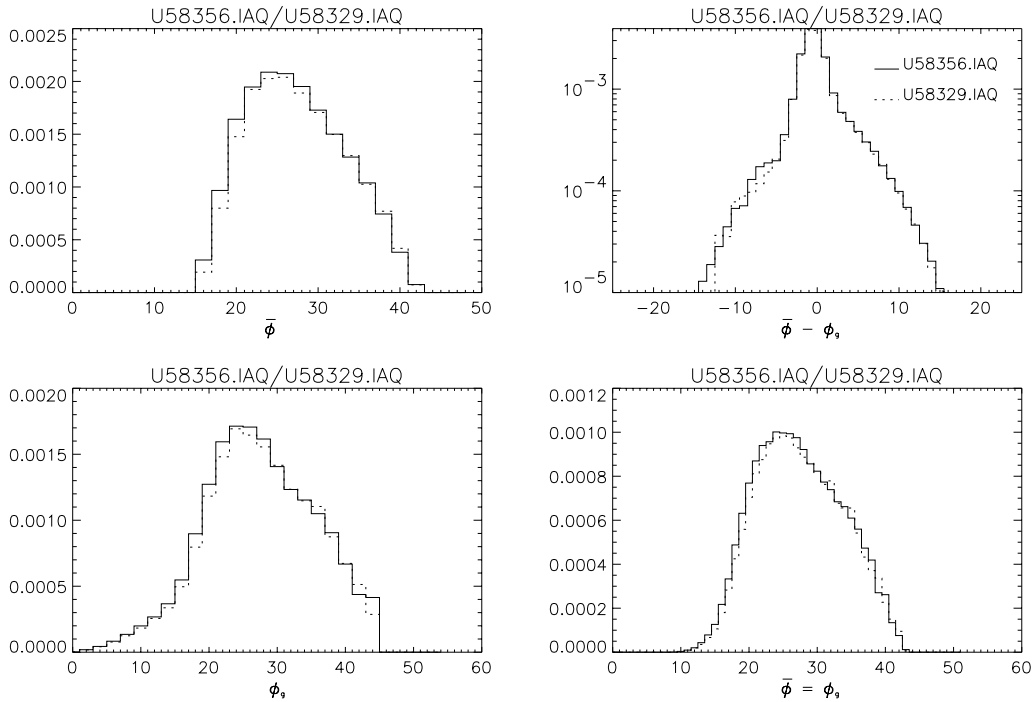 U58356.IAQ/U58329.IAQ
0.0025
0.0020
0.0015
0.0010
0.0005
0.0000
0 10 20 30 40 50
ϕ̅
U58356.IAQ/U58329.IAQ
U58356.IAQ
U58329.IAQ
10⁻³
10⁻⁴
10⁻⁵
−20 −10 0 10 20
ϕ̅ − ϕg
U58356.IAQ/U58329.IAQ
0.0020
0.0015
0.0010
0.0005
0.0000
0 10 20 30 40 50 60
ϕg
U58356.IAQ/U58329.IAQ
0.0012
0.0010
0.0008
0.0006
0.0004
0.0002
0.0000
0 10 20 30 40 50 60
ϕ̅ = ϕg